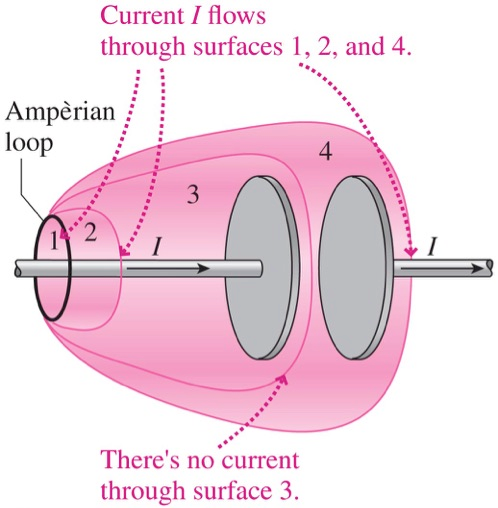 Current I flows
through surfaces 1, 2, and 4.
Ampèrian
loop
4
3
1
2
I
I
There's no current
through surface 3.